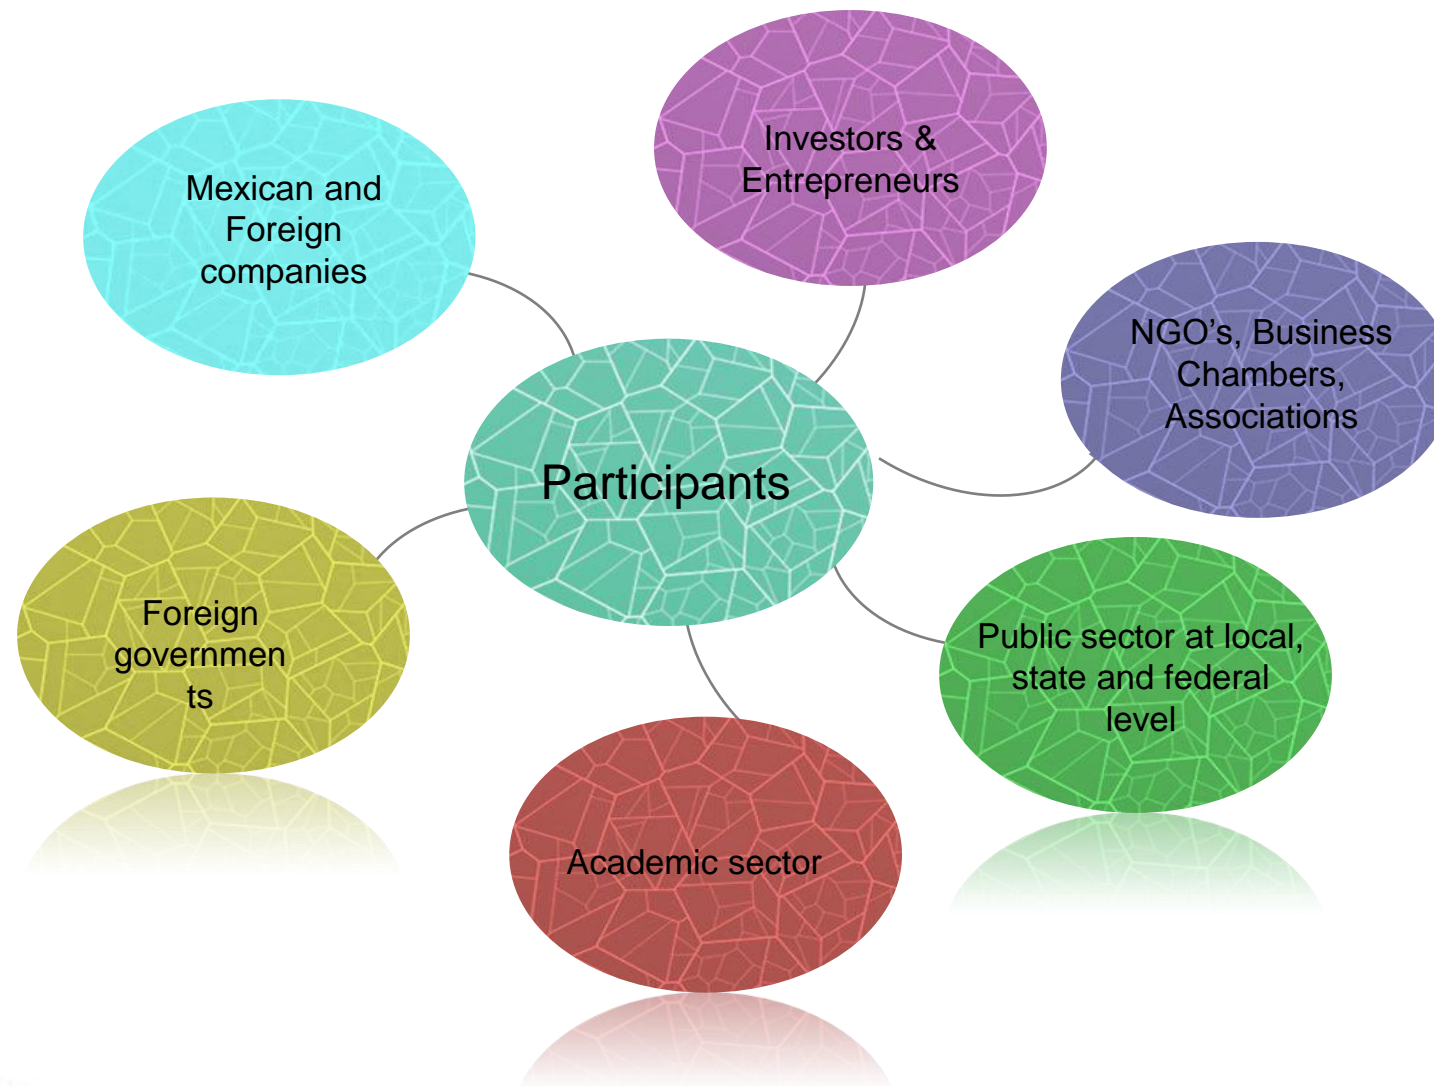 Investors &
Entrepreneurs
Mexican and
Foreign
companies
NGO’s, Business
Chambers,
Associations
Participants
Foreign
governmen
ts
Public sector at local,
state and federal
level
Academic sector